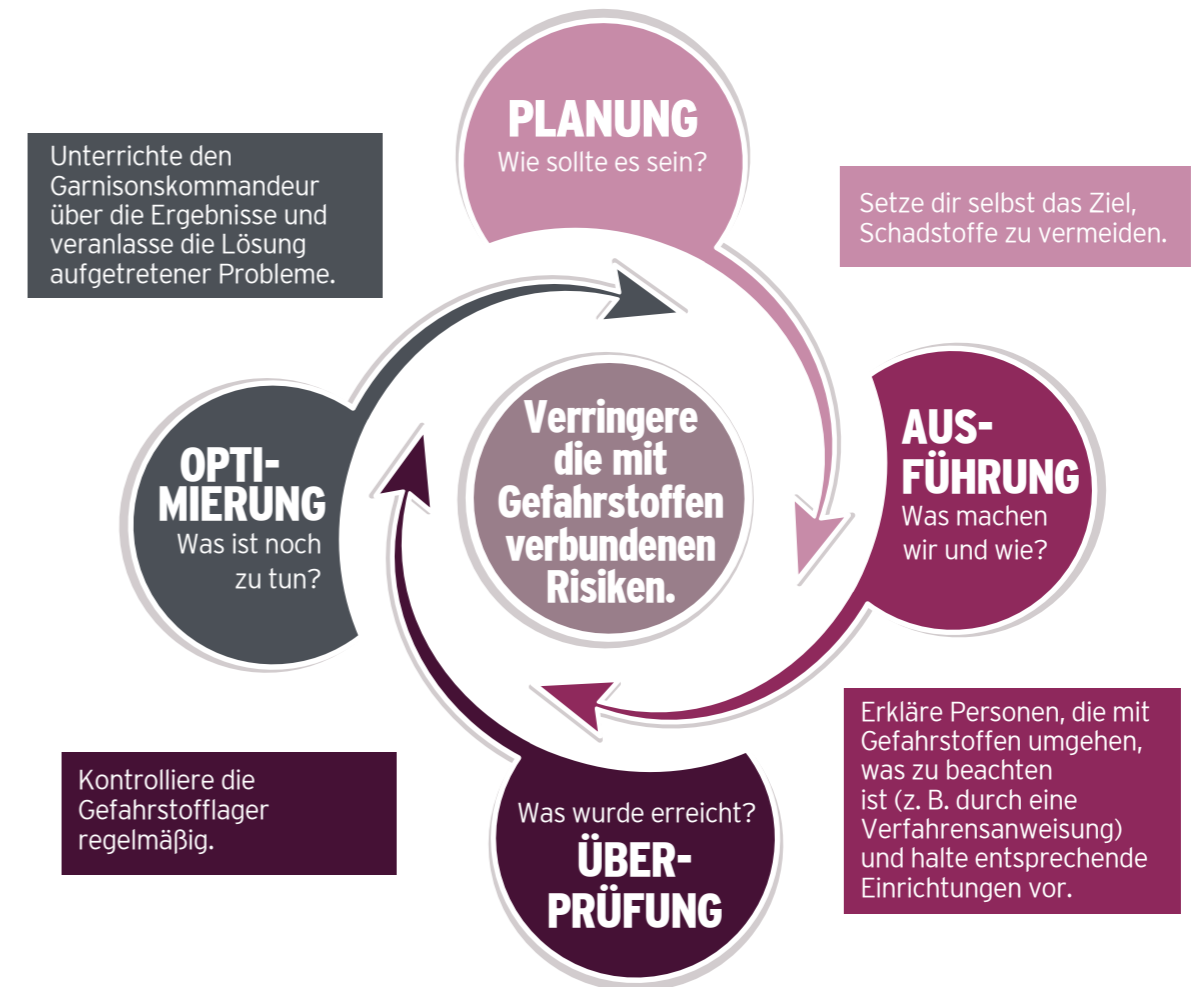 PLANUNG
Wie sollte es sein?
Setze dir selbst das Ziel,
Schadstoffe zu vermeiden.
AUS-
FÜHRUNG
Was machen
wir und wie?
Erkläre Personen, die mit
Gefahrstoffen umgehen,
was zu beachten
ist (z. B. durch eine
Verfahrensanweisung)
und halte entsprechende
Einrichtungen vor.
Was wurde erreicht?
ÜBER-
PRÜFUNG
Kontrolliere die
Gefahrstofflager
regelmäßig.
OPTI-
MIERUNG
Was ist noch
zu tun?
Unterrichte den
Garnisonskommandeur
über die Ergebnisse und
veranlasse die Lösung
aufgetretener Probleme.
Verringere
die mit
Gefahrstoffen
verbundenen
Risiken.